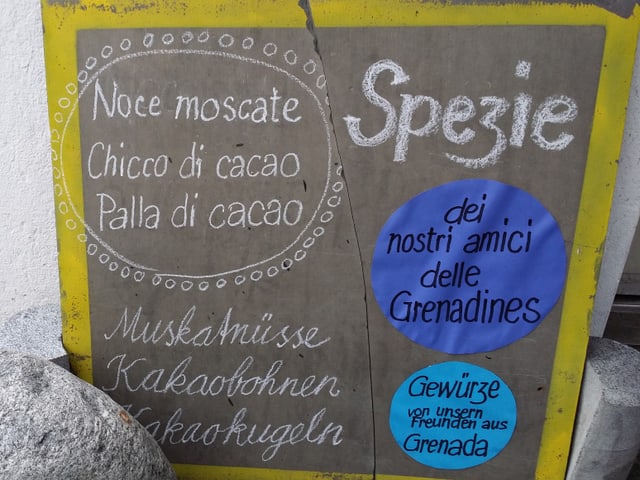 Noce moscate
Chicco di cacao
Palla di cacao
Muskatnüsse
Kakaobohnen
Kakaokugeln
Spezie
dei
nostri amici
delle
Grenadines
Gewürze
von unsern
Freunden aus
Grenada